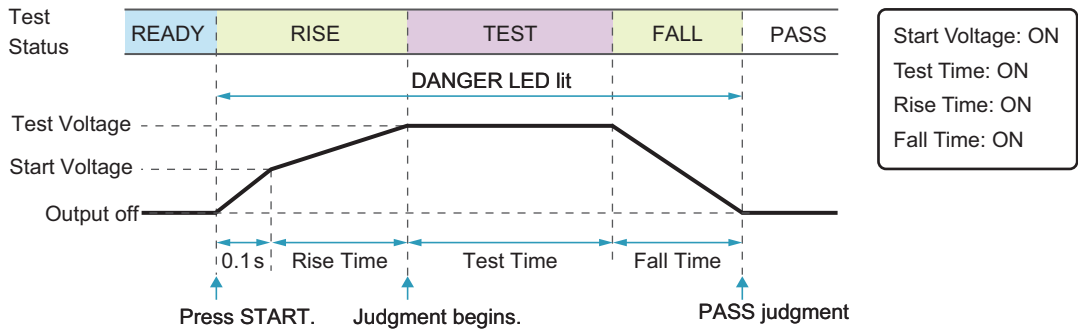 Test
Status
READY RISE TEST FALL PASS
DANGER LED lit
Test Voltage
Start Voltage
Output off
0.1 s Rise Time Test Time Fall Time
Press START. Judgment begins. PASS judgment
Start Voltage: ON
Test Time: ON
Rise Time: ON
Fall Time: ON